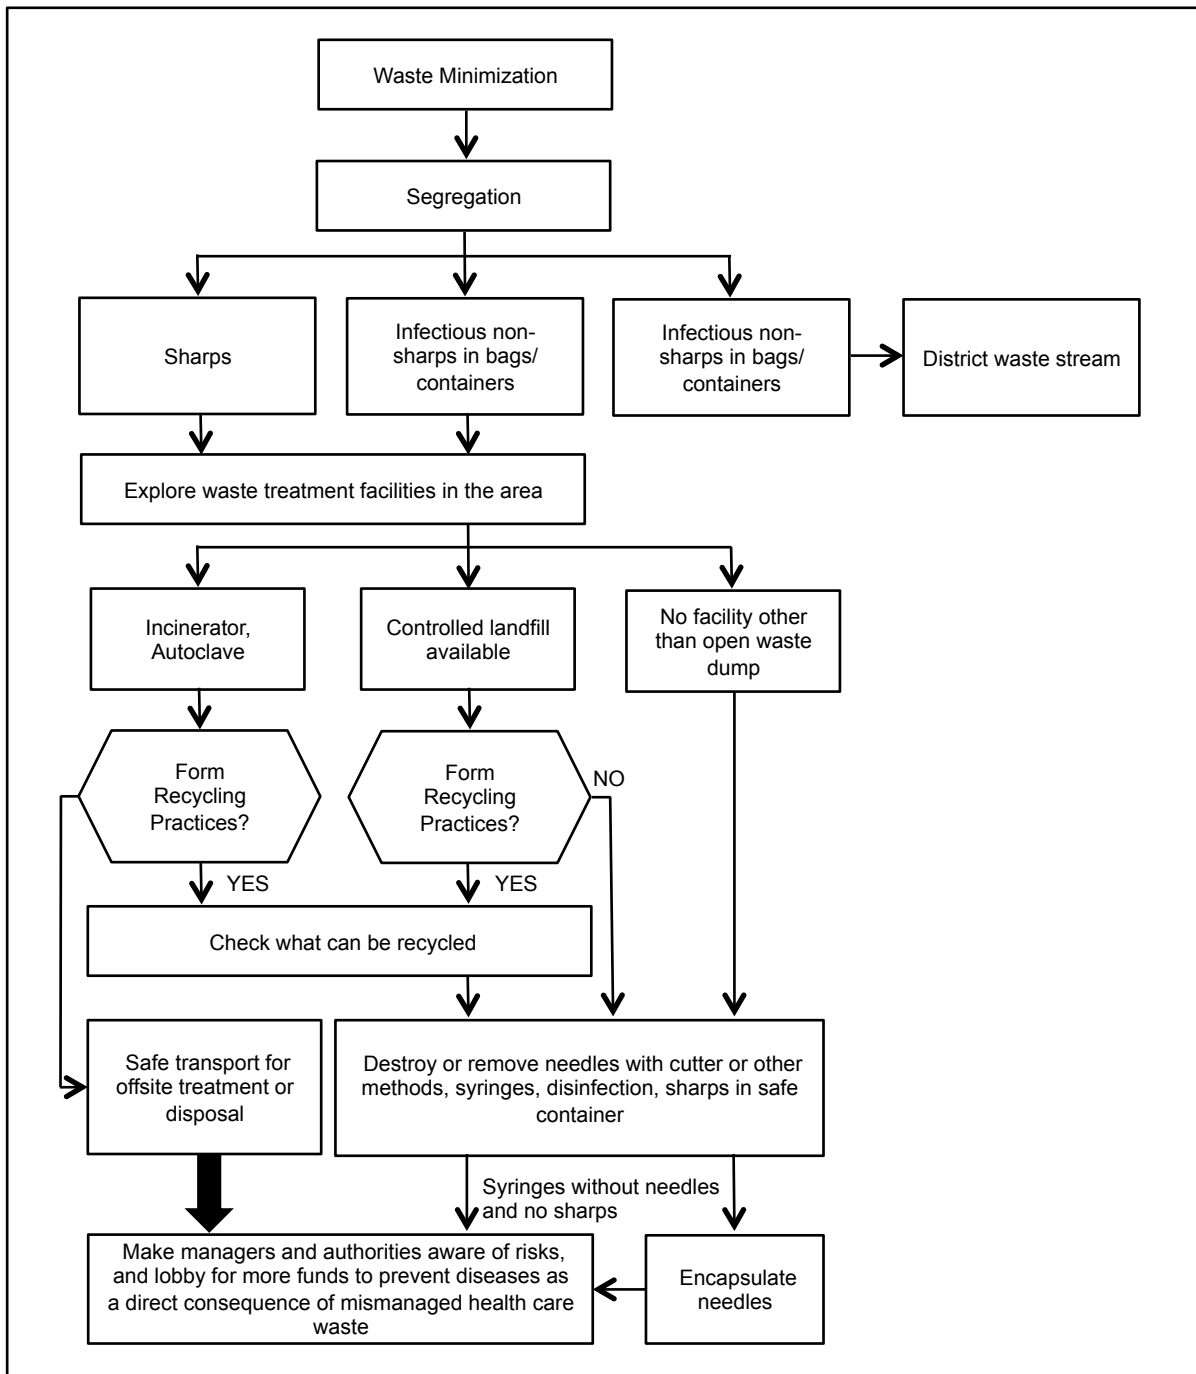 Waste Minimization
Segregation
Sharps
Infectious non-
sharps in bags/
containers
Infectious non-
sharps in bags/
containers
District waste stream
Explore waste treatment facilities in the area
Incinerator,
Autoclave
Controlled landfill
available
No facility other
than open waste
dump
Form
Recycling
Practices?
Form
Recycling
Practices?
NO
YES
YES
Check what can be recycled
Safe transport for
offsite treatment or
disposal
Destroy or remove needles with cutter or other
methods, syringes, disinfection, sharps in safe
container
Syringes without needles
and no sharps
Make managers and authorities aware of risks,
and lobby for more funds to prevent diseases as
a direct consequence of mismanaged health care
waste
Encapsulate
needles